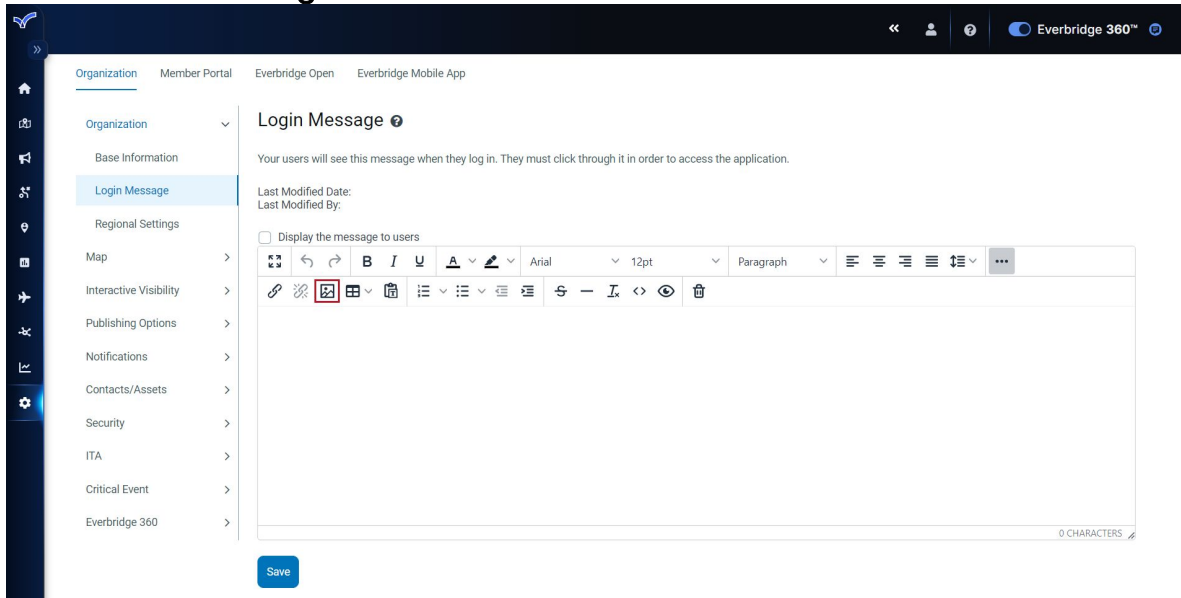 Everbridge 360™
Organization Member Portal Everbridge Open Everbridge Mobile App
Organization
Base Information
Login Message
Regional Settings
Map
Interactive Visibility
Publishing Options
Notifications
Contacts/Assets
Security
ITA
Critical Event
Everbridge 360
Login Message
Your users will see this message when they log in. They must click through it in order to access the application.
Last Modified Date:
Last Modified By:
Display the message to users
B I U A Arial 12pt Paragraph
0 CHARACTERS
Save